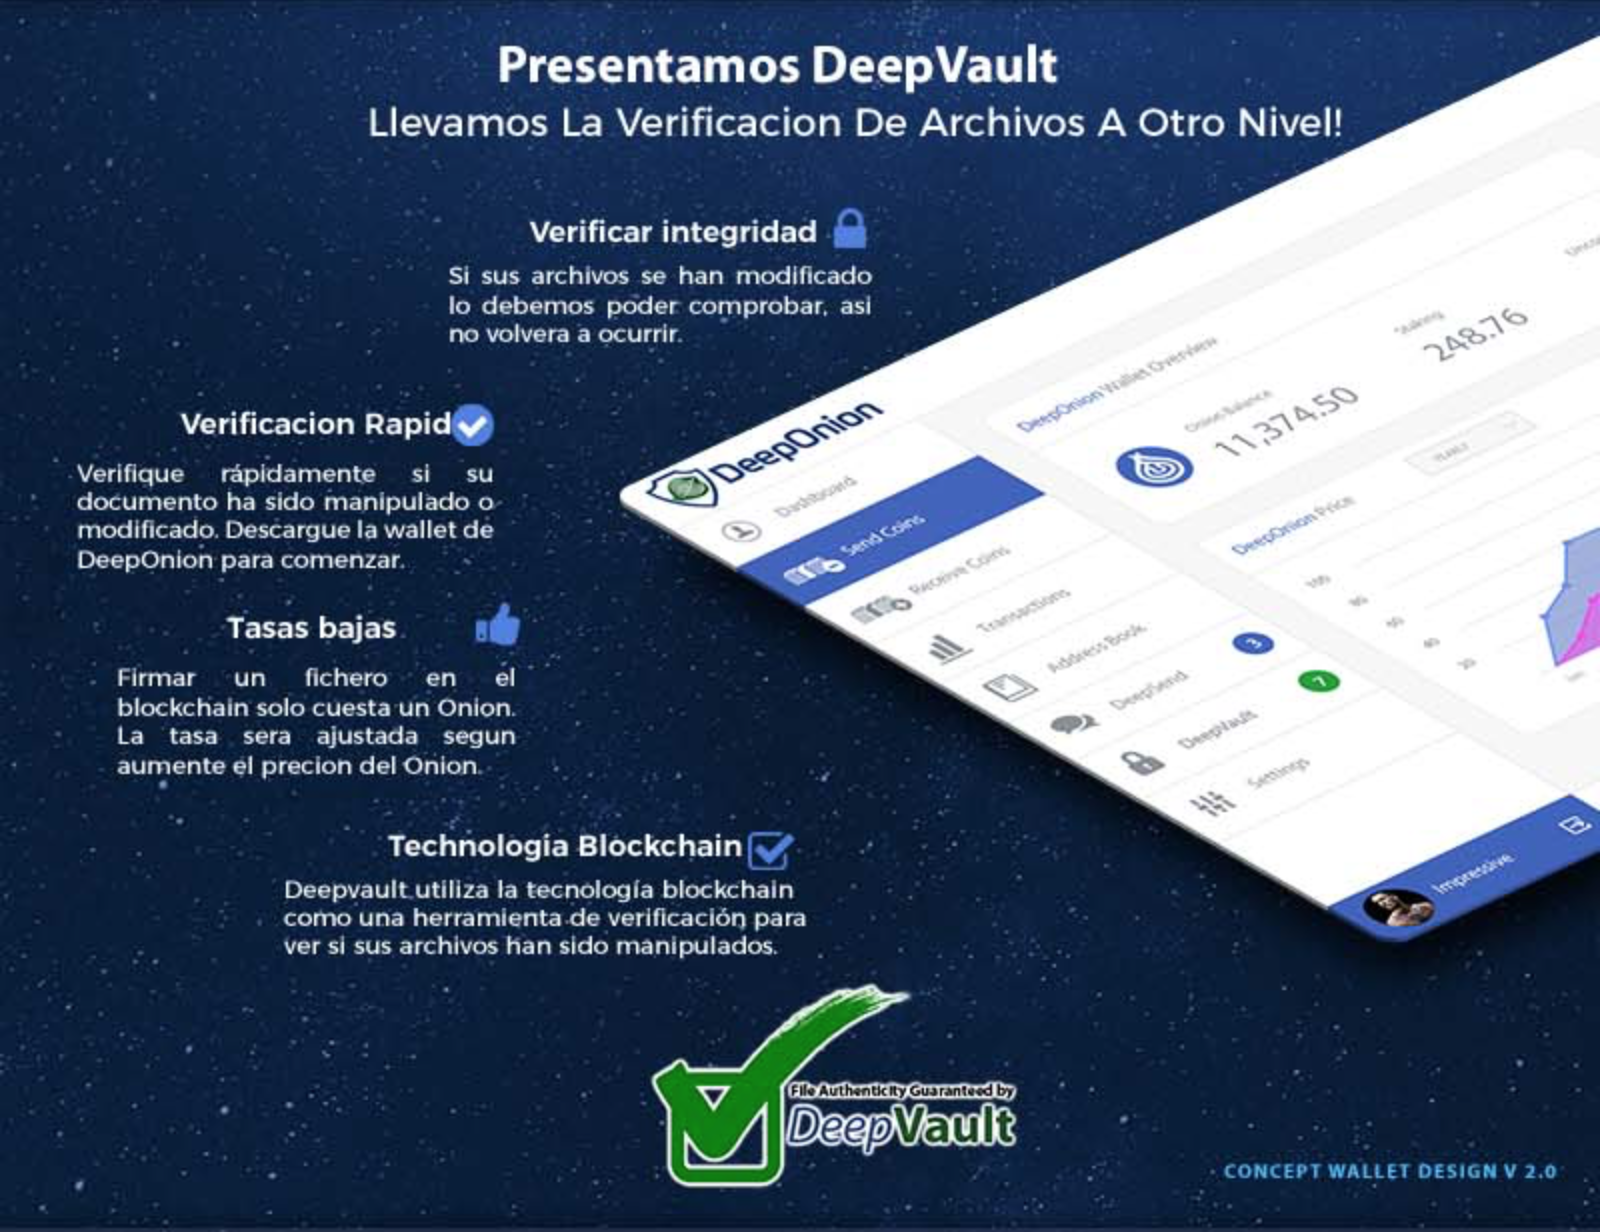 Presentamos DeepVault
Llevamos La Verificacion De Archivos A Otro Nivel!
Verificar integridad
Si sus archivos se han modificado
lo debemos poder comprobar, asi
no volvera a ocurrir.
Verificacion Rapid
Verifique rápidamente si su
documento ha sido manipulado o
modificado. Descargue la wallet de
DeepOnion para comenzar.
Tasas bajas
Firmar un fichero en el
blockchain solo cuesta un Onion.
La tasa sera ajustada segun
aumente el precion del Onion.
Technología Blockchain
Deepvault utiliza la tecnología blockchain
como una herramienta de verificación para
ver si sus archivos han sido manipulados.
DeepOnion
Dashboard
Send Coins
Receive Coins
Transactions
Address Book
DeepSend
3
DeepVault
7
Settings
Impressive
DeepOnion Wallet Overview
Onion Balance
11,374.50
Staking
248.76
YEARLY
DeepOnion Price
100
80
60
40
20
File Authenticity Guaranteed by
DeepVault
CONCEPT WALLET DESIGN V 2.0